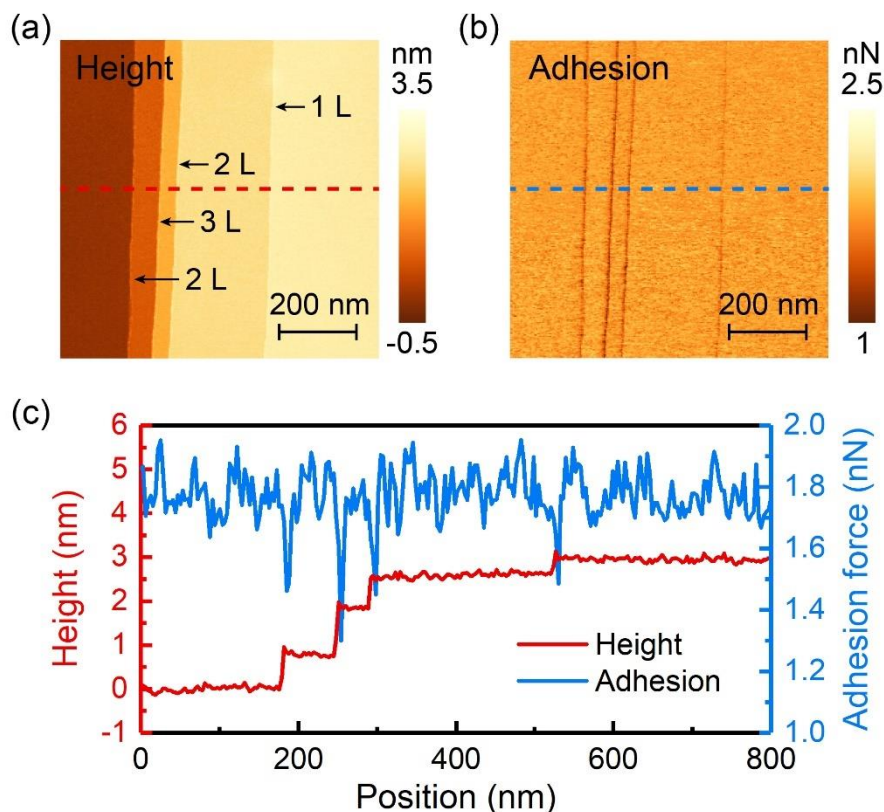 (a)
Height
nm
3.5
1 L
2 L
3 L
2 L
200 nm
-0.5
(b)
Adhesion
nN
2.5
200 nm
1
(c)
Height (nm)
6
5
4
3
2
1
0
-1
Height
Adhesion
2.0
1.8
1.6
1.4
1.2
1.0
Adhesion force (nN)
0
200
400
600
800
Position (nm)